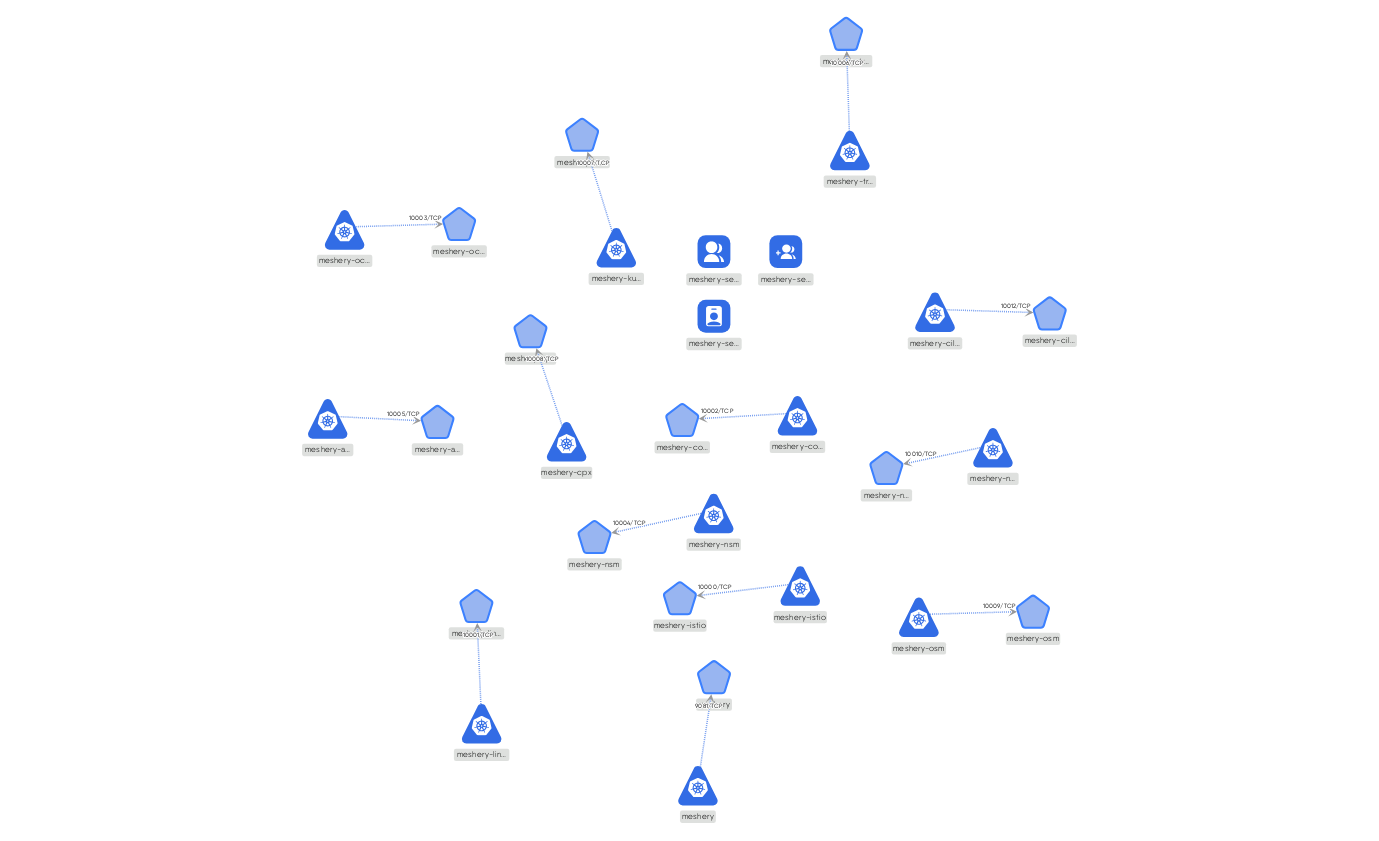 10006/TCP
meshery-tr...
10007/TCP
10003/TCP
meshery-oc...
meshery-oc...
meshery-ku...
meshery-se...
meshery-se...
meshery-se...
10012/TCP
meshery-cil...
meshery-cil...
10008/TCP
10005/TCP
meshery-a...
meshery-a...
meshery-cpx
10002/TCP
meshery-co...
meshery-co...
10010/TCP
meshery-n...
meshery-n...
10004/TCP
meshery-nsm
meshery-nsm
10000/TCP
meshery-istio
meshery-istio
10009/TCP
meshery-osm
meshery-osm
10001/TCP
meshery-lin...
9081/TCP
meshery